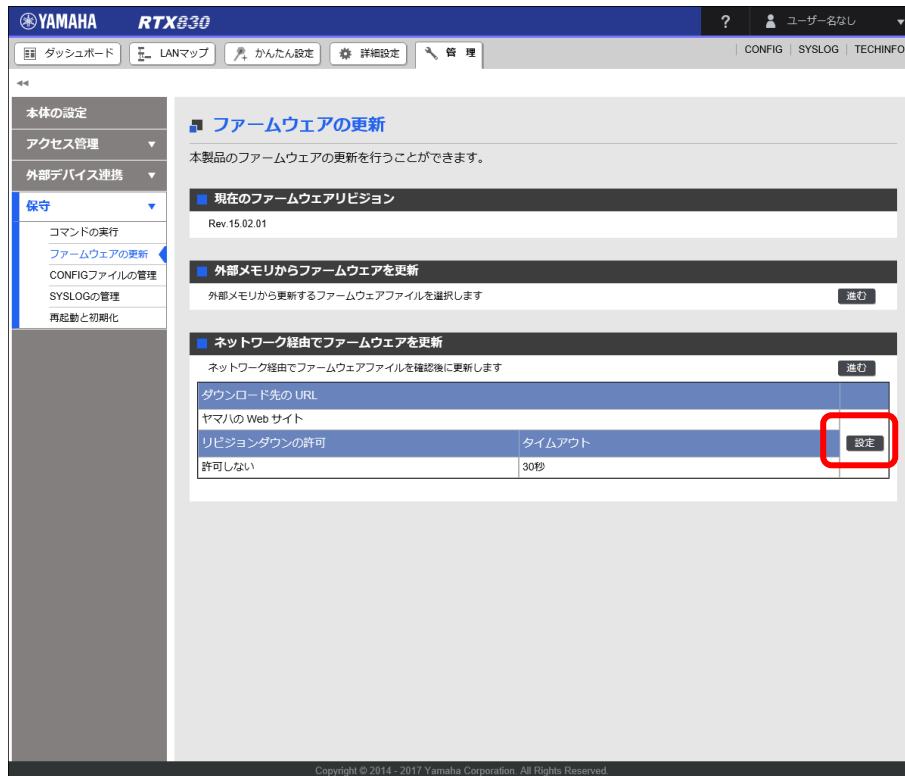 YAMAHA RTX830 ? ユーザー名なし
ダッシュボード LANマップ かんたん設定 詳細設定 管 理 CONFIG SYSLOG TECHINFO
本体の設定
アクセス管理
外部デバイス連携
保守
コマンドの実行
ファームウェアの更新
CONFIGファイルの管理
SYSLOGの管理
再起動と初期化
ファームウェアの更新
本製品のファームウェアの更新を行うことができます。
現在のファームウェアリビジョン
Rev.15.02.01
外部メモリからファームウェアを更新
外部メモリから更新するファームウェアファイルを選択します 進む
ネットワーク経由でファームウェアを更新
ネットワーク経由でファームウェアファイルを確認後に更新します 進む
ダウンロード先の URL
ヤマハの Web サイト
リビジョンダウンの許可 タイムアウト 設定
許可しない 30秒
Copyright © 2014 - 2017 Yamaha Corporation. All Rights Reserved.